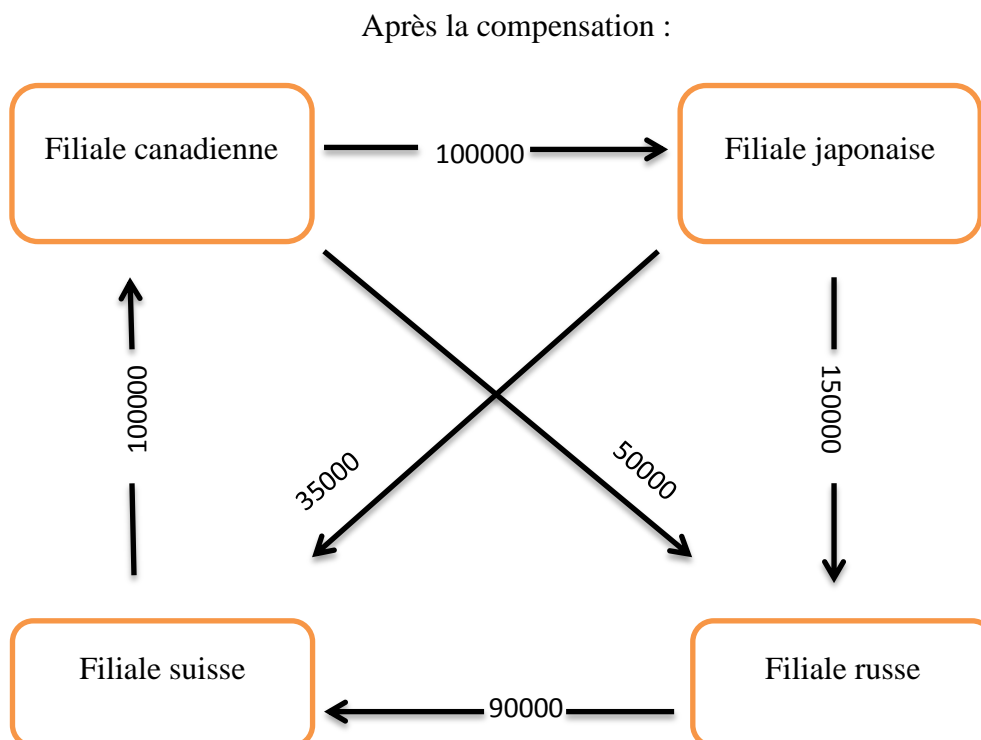 Après la compensation :
Filiale canadienne
100000
Filiale japonaise
100000
150000
35000
50000
Filiale suisse
Filiale russe
90000